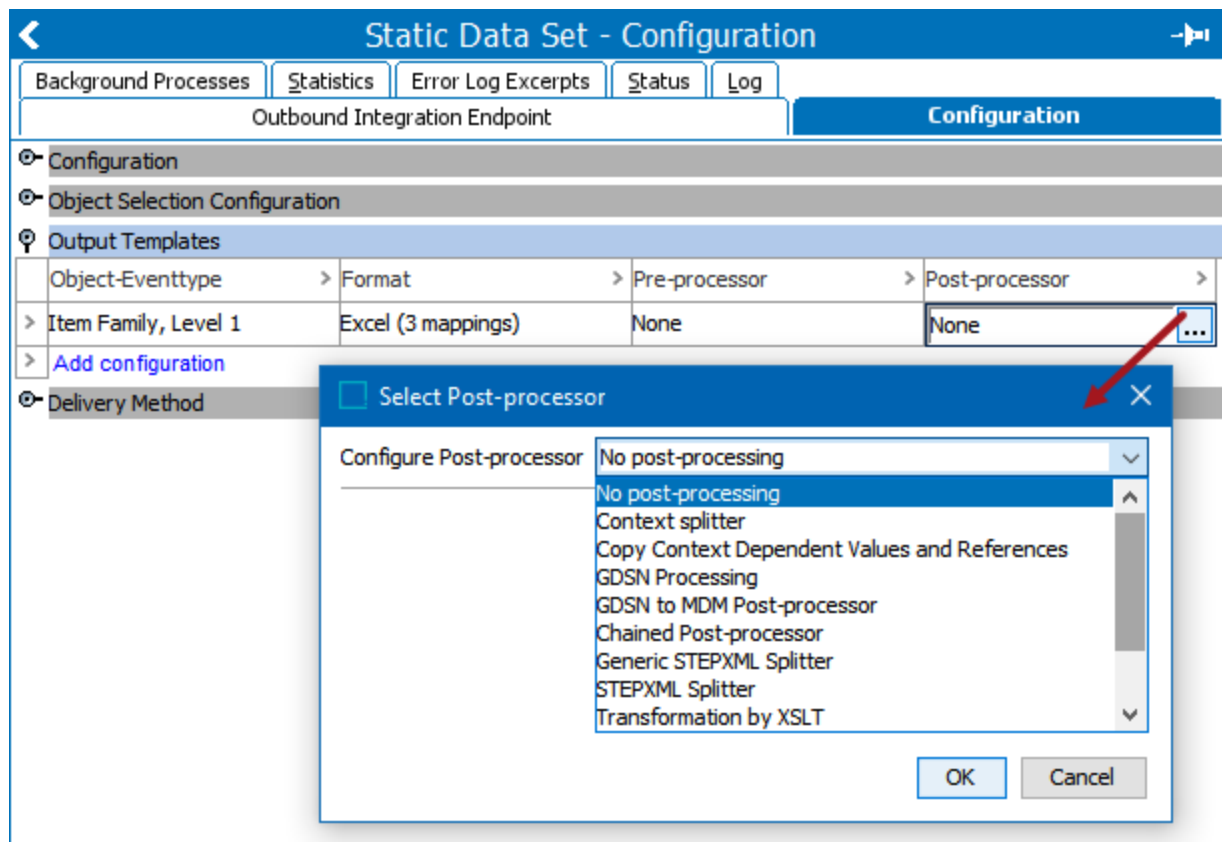 Static Data Set - Configuration
Background Processes Statistics Error Log Excerpts Status Log
Outbound Integration Endpoint Configuration
Configuration
Object Selection Configuration
Output Templates
Object-Eventtype > Format > Pre-processor > Post-processor >
> Item Family, Level 1 Excel (3 mappings) None None ...
> Add configuration
Delivery Method
Select Post-processor
Configure Post-processor No post-processing
No post-processing
Context splitter
Copy Context Dependent Values and References
GDSN Processing
GDSN to MDM Post-processor
Chained Post-processor
Generic STEPXML Splitter
STEPXML Splitter
Transformation by XSLT
OK Cancel